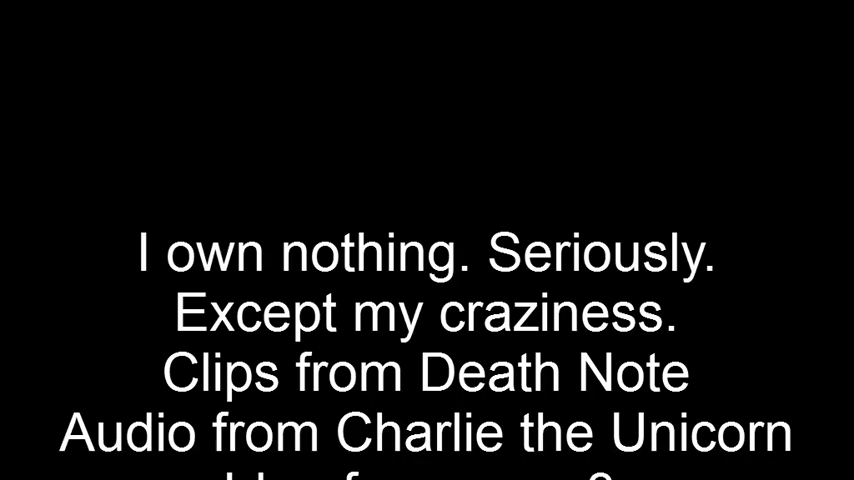 I own nothing. Seriously.
Except my craziness.
Clips from Death Note
Audio from Charlie the Unicorn